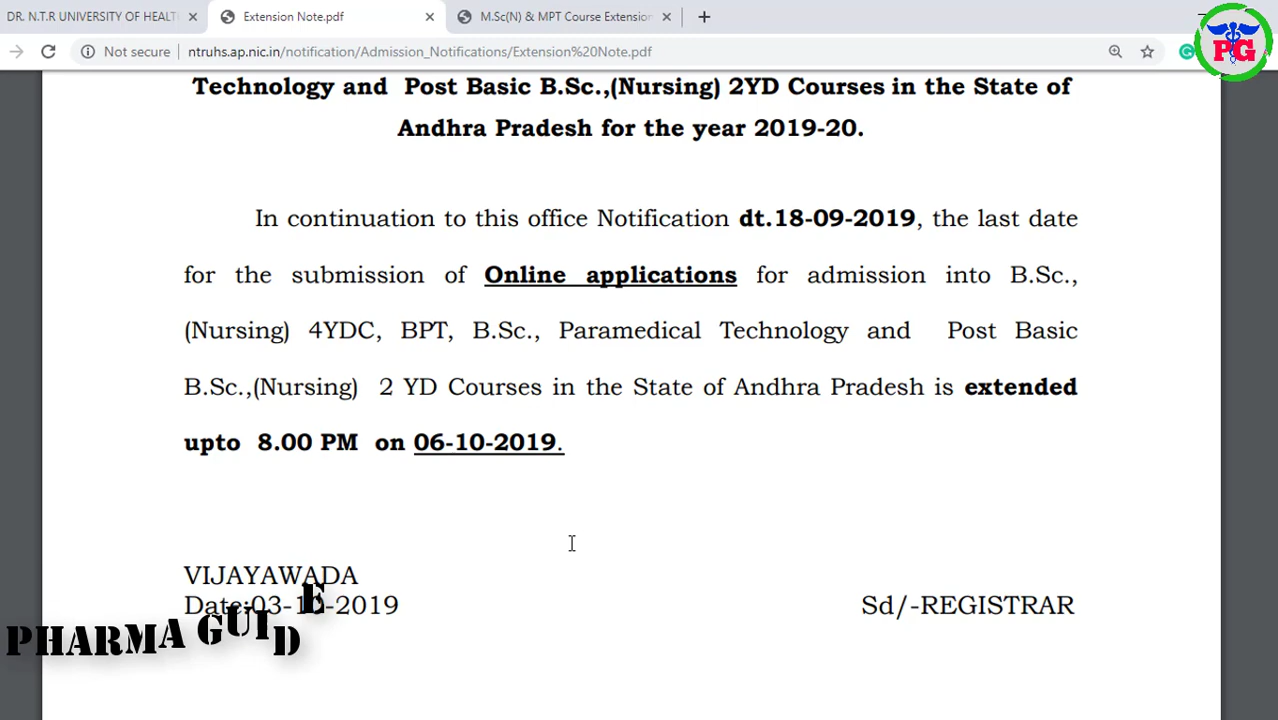 DR. N.T.R UNIVERSITY OF HEALT
Extension Note.pdf
M.Sc(N) & MPT Course Extension
Not secure
ntruhs.ap.nic.in/notification/Admission_Notifications/Extension%20Note.pdf
PG
Technology and Post Basic B.Sc.,(Nursing) 2YD Courses in the State of
Andhra Pradesh for the year 2019-20.
In continuation to this office Notification dt.18-09-2019, the last date
for the submission of Online applications for admission into B.Sc.,
(Nursing) 4YDC, BPT, B.Sc., Paramedical Technology and Post Basic
B.Sc.,(Nursing) 2 YD Courses in the State of Andhra Pradesh is extended
upto 8.00 PM on 06-10-2019.
VIJAYAWADA
Date:03-10-2019
Sd/-REGISTRAR
PHARMA GUIDE